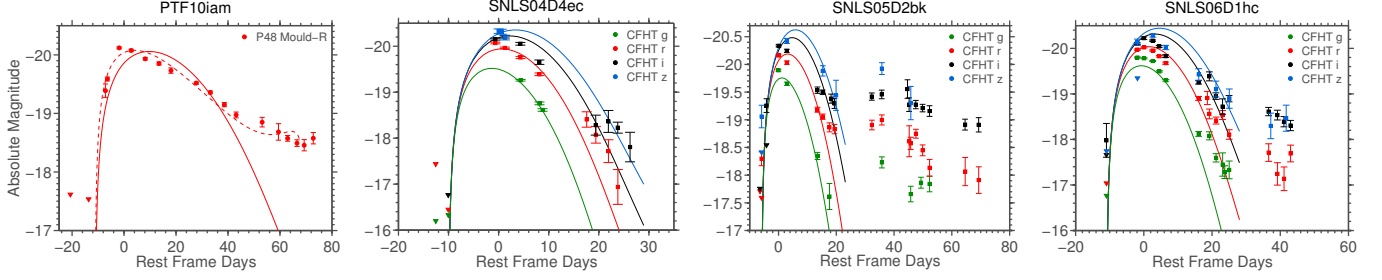 PTF10iam
SNLS04D4ec
SNLS05D2bk
SNLS06D1hc
Absolute Magnitude
P48 Mould-R
−20
−19
−18
−17
−20 0 20 40 60 80
Rest Frame Days
CFHT g
CFHT r
CFHT i
CFHT z
−20
−19
−18
−17
−16
−20 −10 0 10 20 30
Rest Frame Days
CFHT g
CFHT r
CFHT i
CFHT z
−20.5
−20
−19.5
−19
−18.5
−18
−17.5
−17
0 20 40 60 80
Rest Frame Days
CFHT g
CFHT r
CFHT i
CFHT z
−20
−19
−18
−17
−16
−20 0 20 40 60
Rest Frame Days